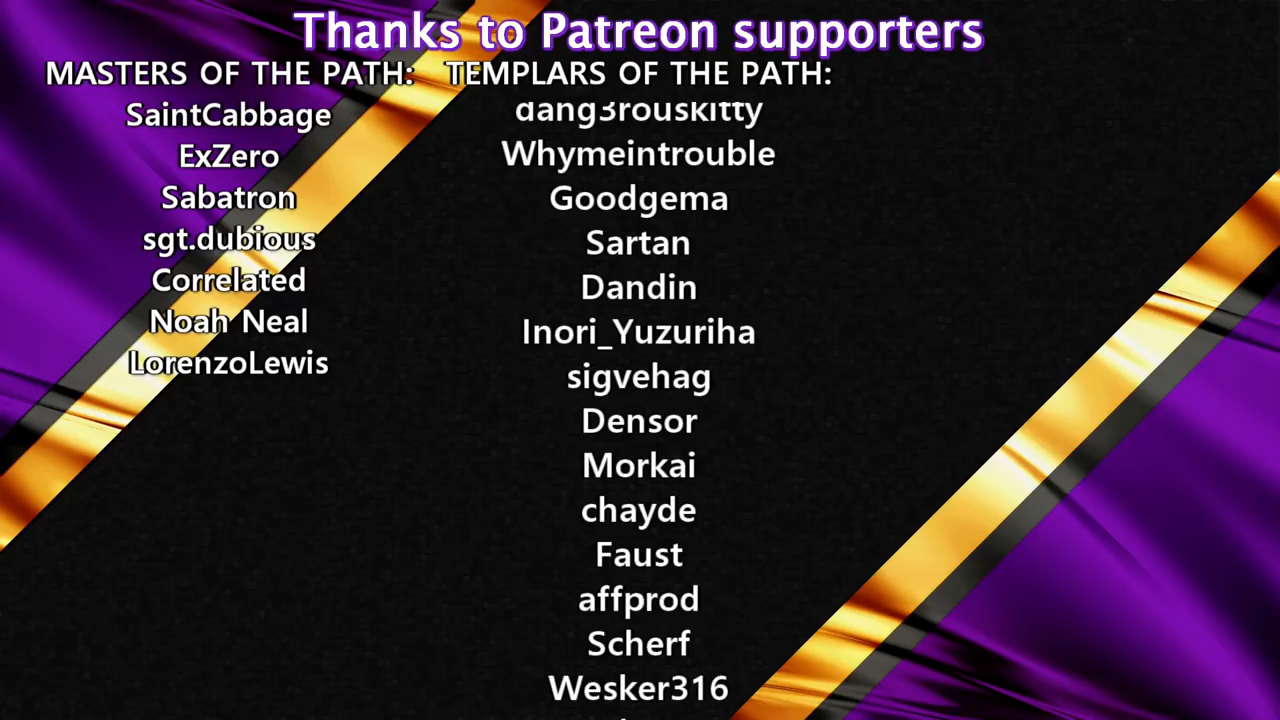 Thanks to Patreon supporters
MASTERS OF THE PATH:
SaintCabbage
ExZero
Sabatron
sgt.dubious
Correlated
Noah Neal
LorenzoLewis
TEMPLARS OF THE PATH:
dang3rouskitty
Whymeintrouble
Goodgema
Sartan
Dandin
Inori_Yuzuriha
sigvehag
Densor
Morkai
chayde
Faust
affprod
Scherf
Wesker316